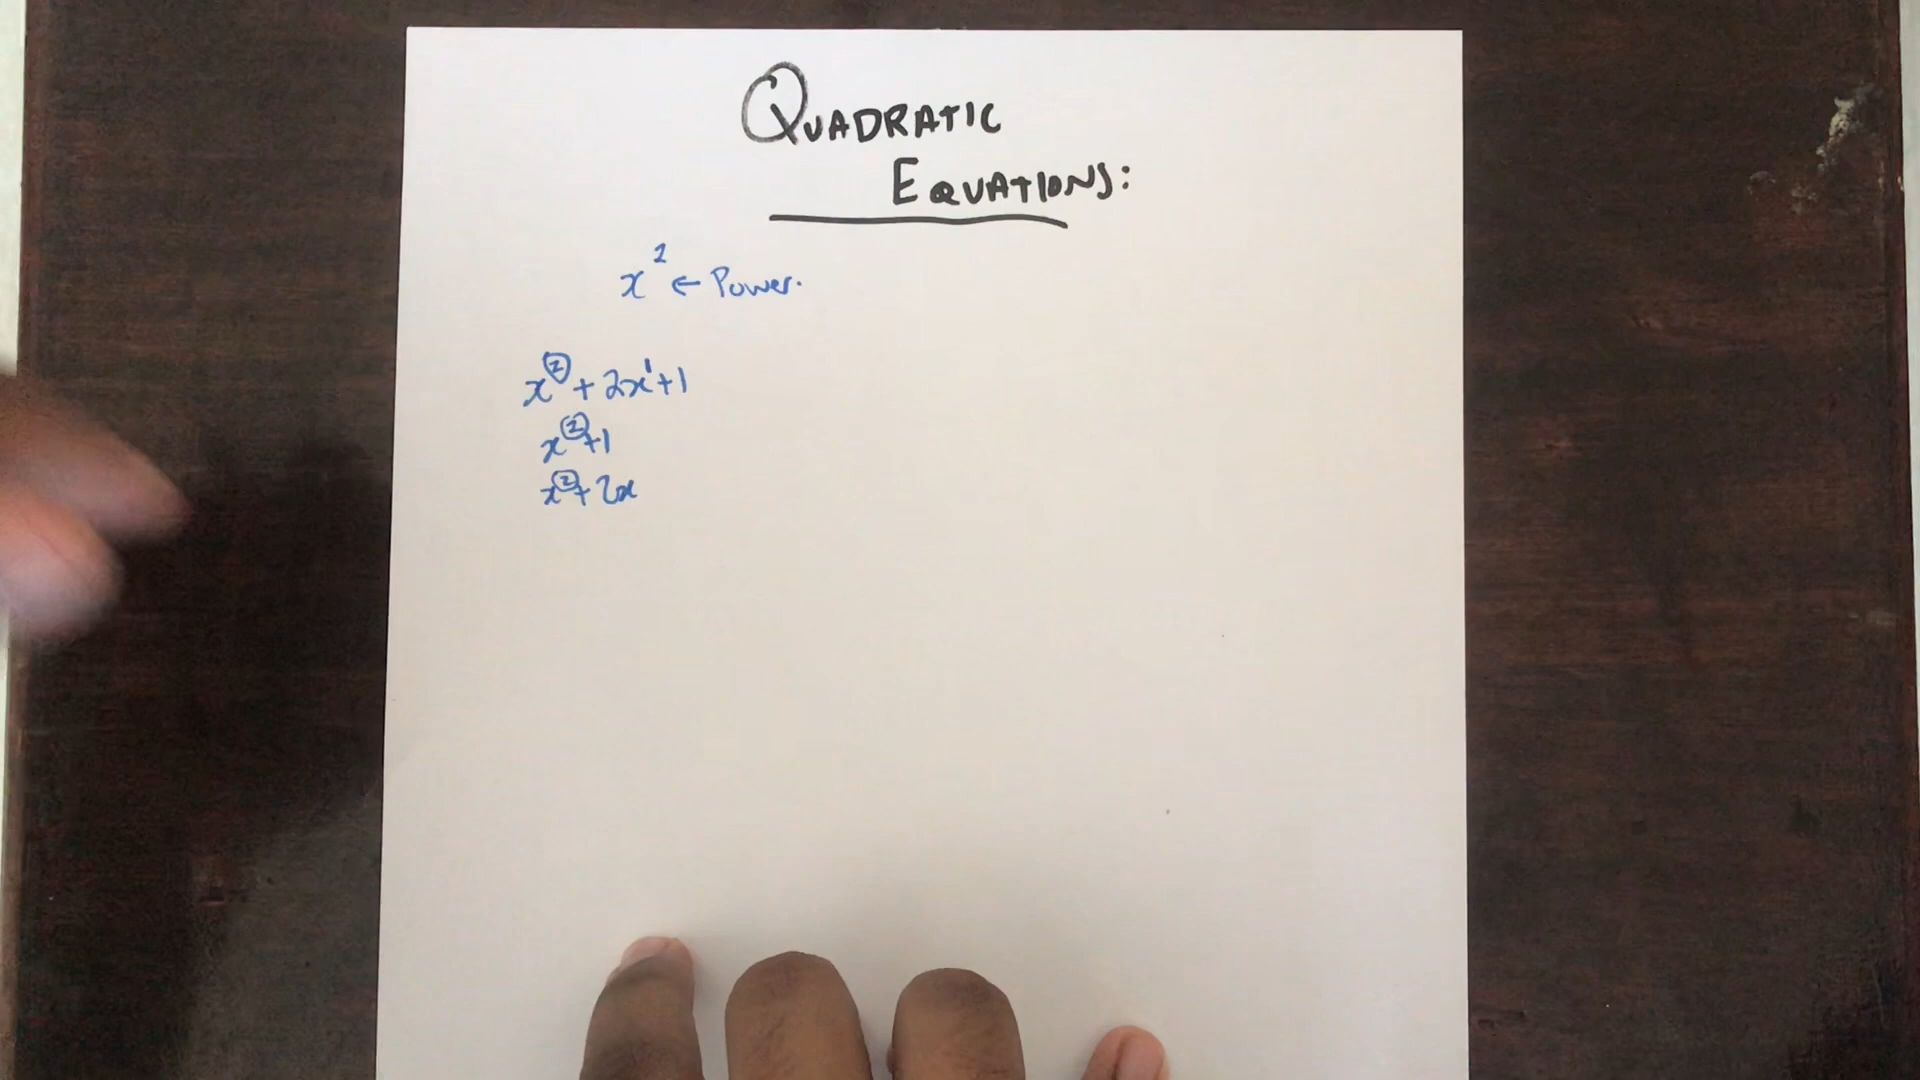 QUADRATIC
EQUATIONS:
x² ← Power.
x² + 2x¹ + 1
x² + 1
x² + 2x